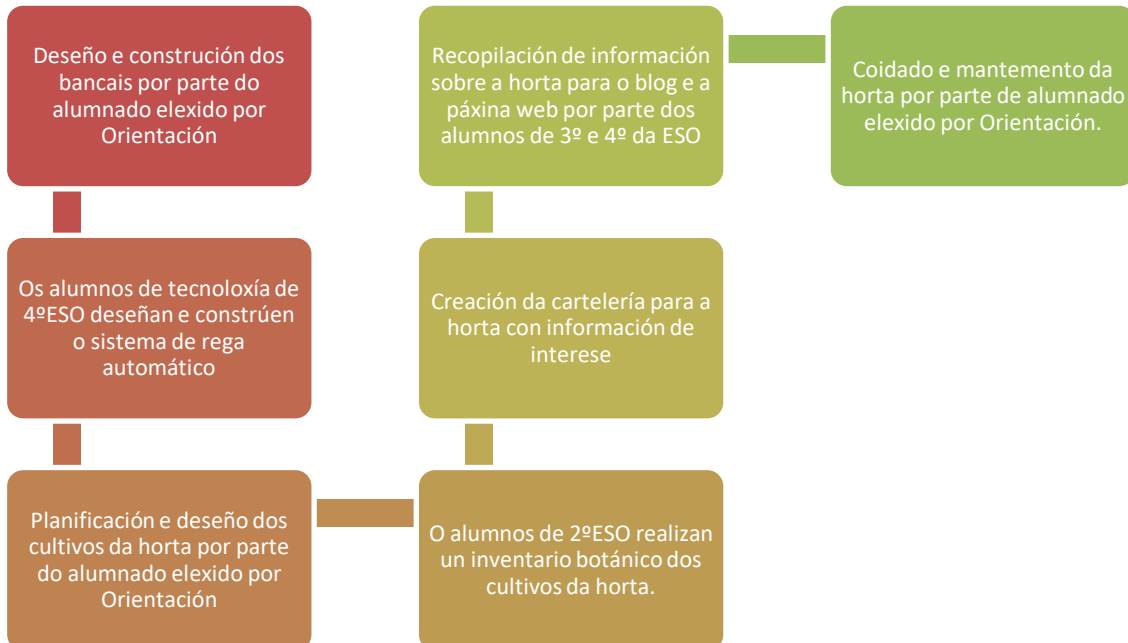 Deseño e construción dos
bancais por parte do
alumnado elexido por
Orientación
Os alumnos de tecnoloxía de
4ºESO deseñan e constrúen
o sistema de rega
automático
Planificación e deseño dos
cultivos da horta por parte
do alumnado elexido por
Orientación
O alumnos de 2ºESO realizan
un inventario botánico dos
cultivos da horta.
Creación da cartelería para a
horta con información de
interese
Recopilación de información
sobre a horta para o blog e a
páxina web por parte dos
alumnos de 3º e 4º da ESO
Coidado e mantemento da
horta por parte de alumnado
elexido por Orientación.